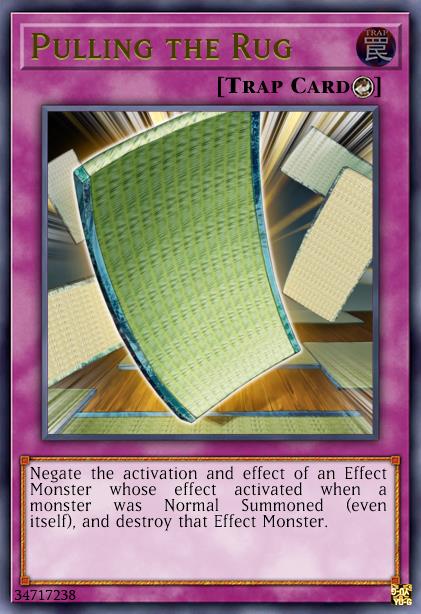 PULLING THE RUG
TRAP
罠
[TRAP CARD]
Negate the activation and effect of an Effect
Monster whose effect activated when a
monster was Normal Summoned (even
itself), and destroy that Effect Monster.
34717238